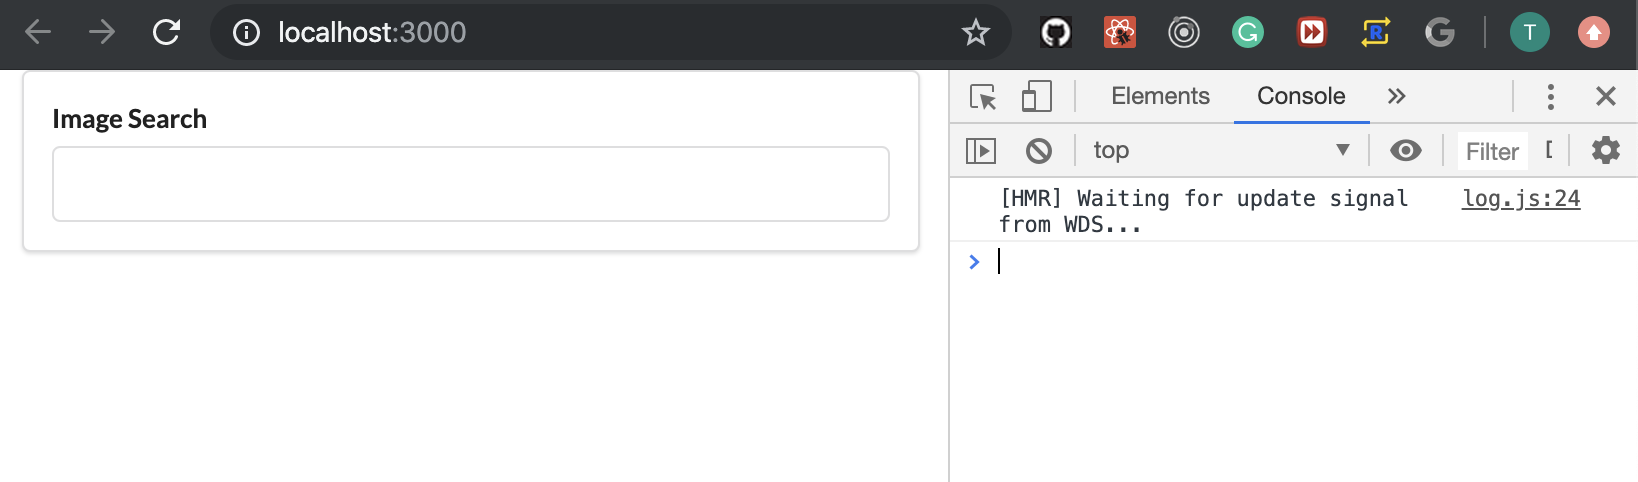 localhost:3000
T
Image Search
Elements Console
top
Filter
[HMR] Waiting for update signal log.js:24
from WDS...